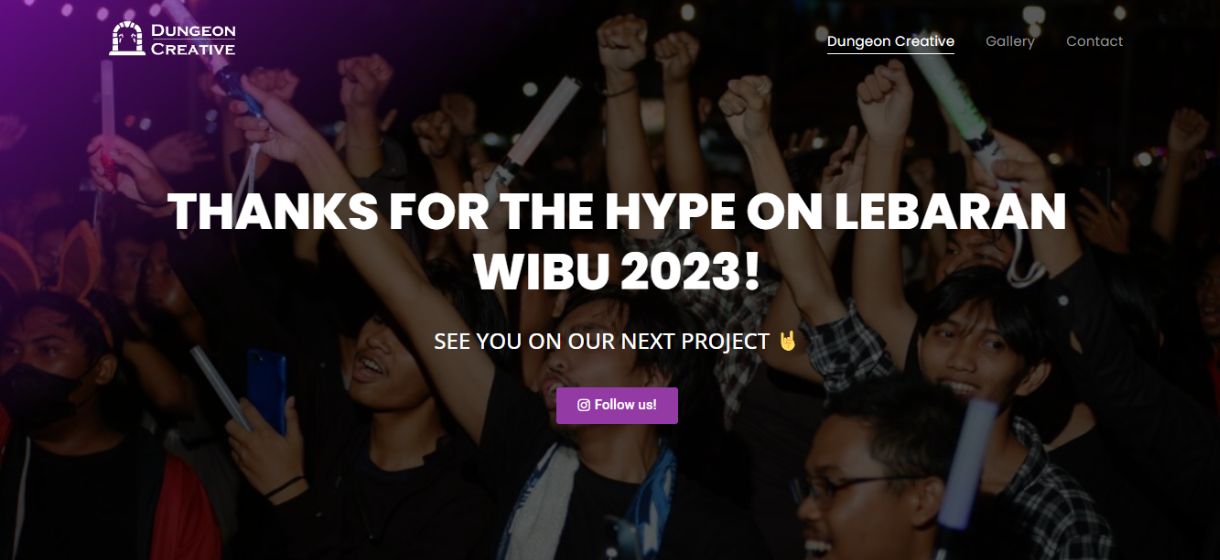 DUNGEON
CREATIVE
Dungeon Creative Gallery Contact
THANKS FOR THE HYPE ON LEBARAN
WIBU 2023!
SEE YOU ON OUR NEXT PROJECT 🤘
Follow us!